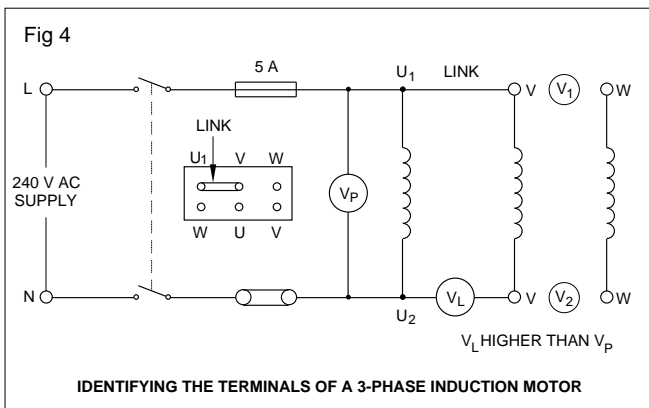 Fig 4
5 A
U1 LINK
L V V1 W
LINK
U1 V W
240 V AC
SUPPLY
VP
W U V
N VL V V2 W
U2
VL HIGHER THAN VP
IDENTIFYING THE TERMINALS OF A 3-PHASE INDUCTION MOTOR